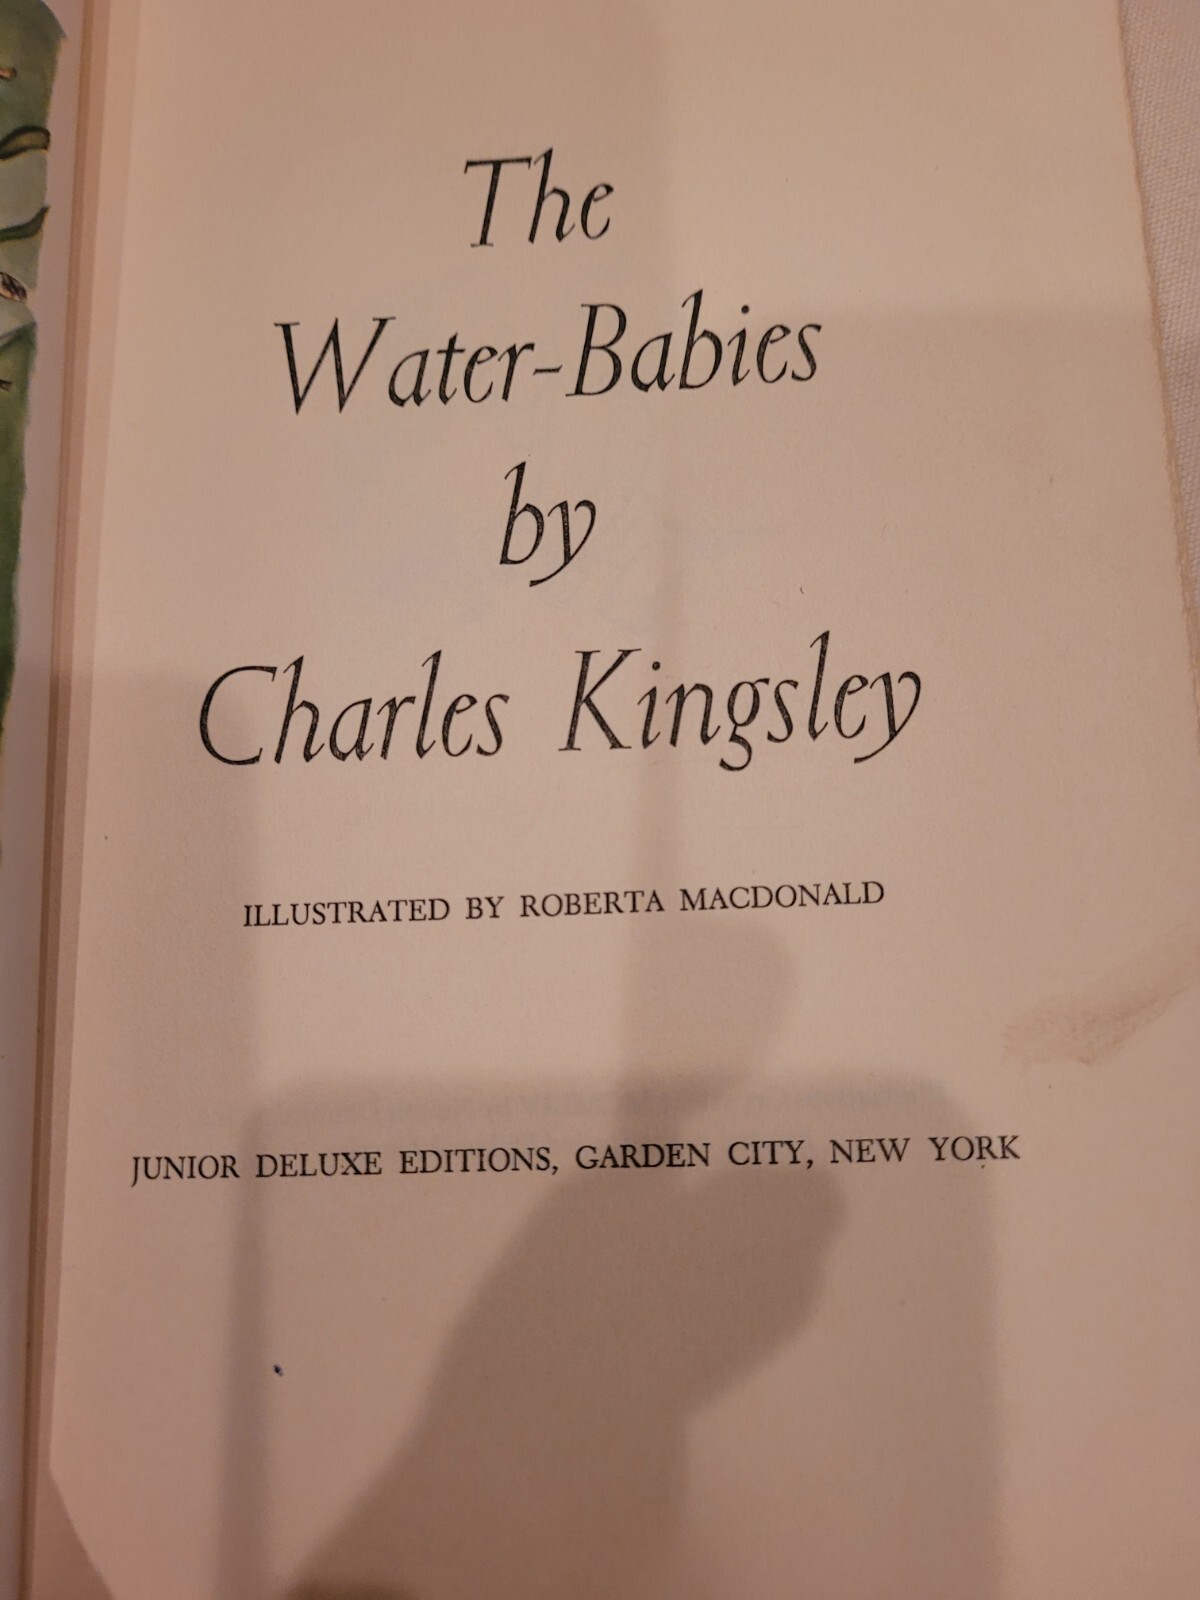 The
Water-Babies
by
Charles Kingsley
ILLUSTRATED BY ROBERTA MACDONALD
JUNIOR DELUXE EDITIONS, GARDEN CITY, NEW YORK